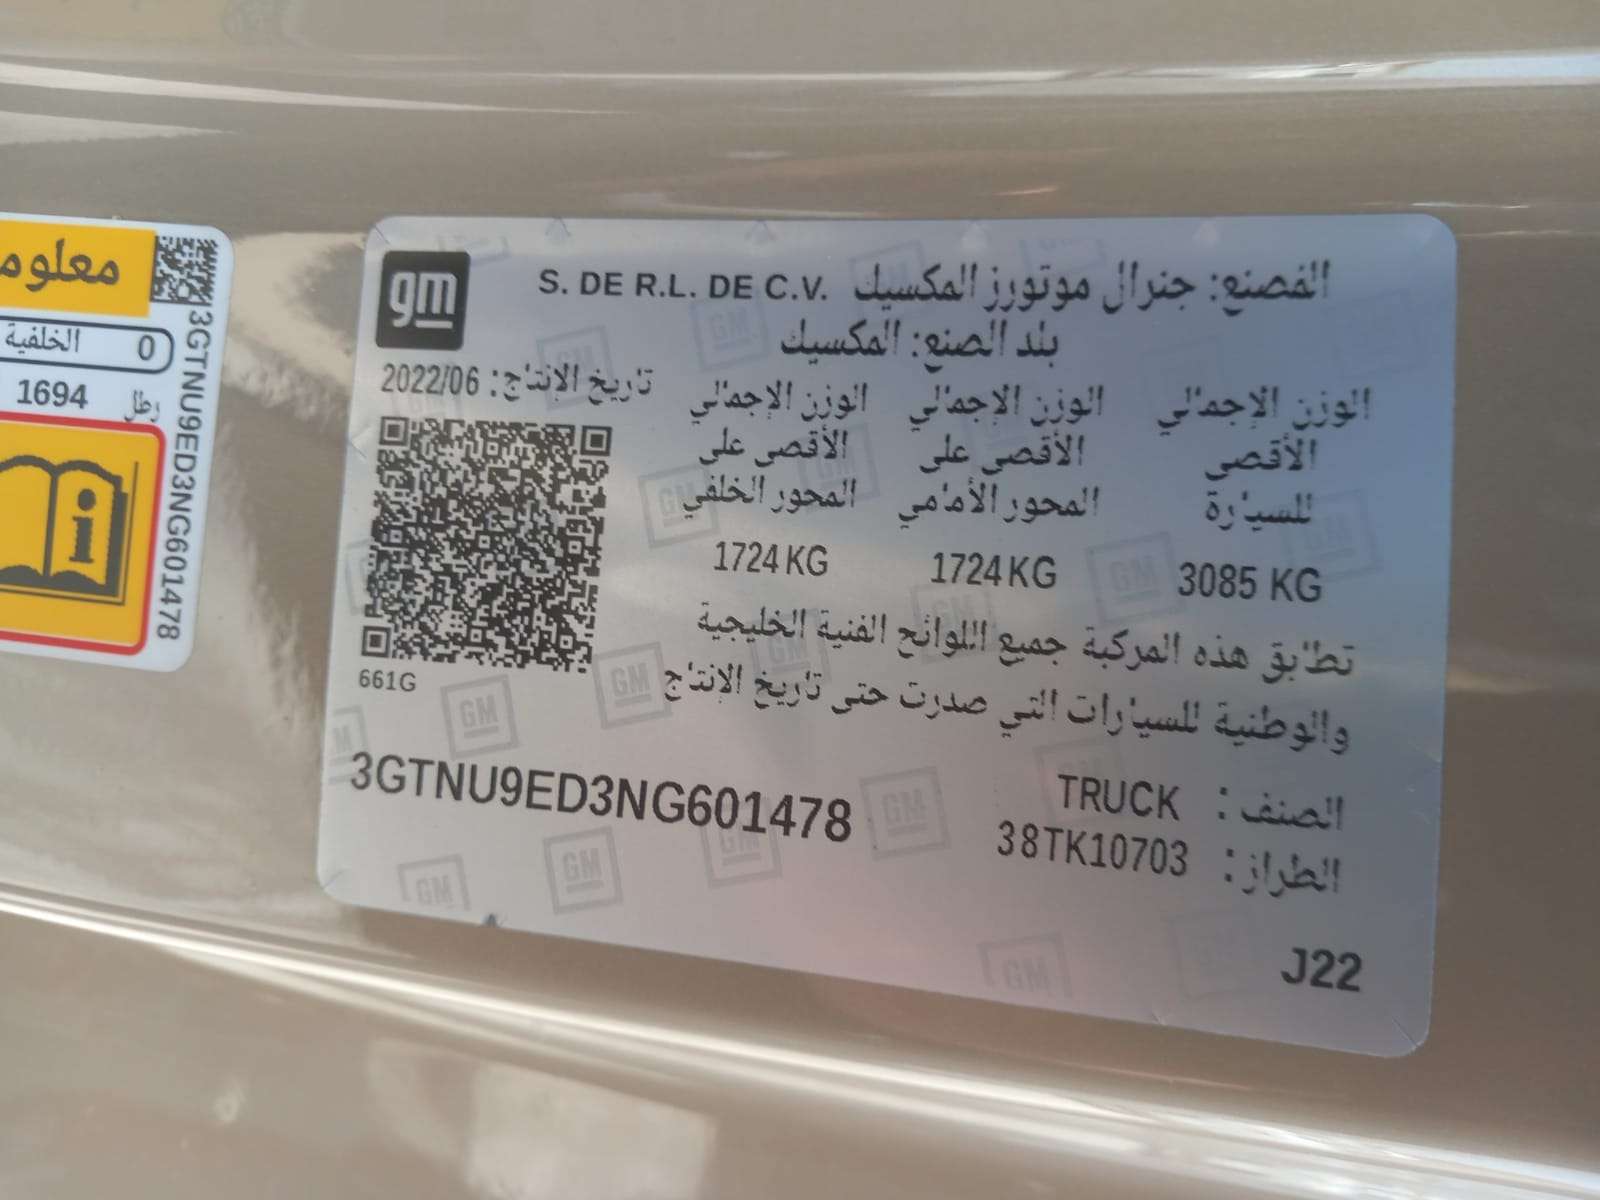 معلوم
الخلفية 0
1694 رطل
3GTNU9ED3NG601478
gm
المصنع: جنرال موتورز المكسيك S. DE R.L. DE C.V.
بلد الصنع: المكسيك
تاريخ الإنتاج: 2022/06
الوزن الإجمالي الأقصى للسيارة
3085 KG
الوزن الإجمالي الأقصى على المحور الأمامي
1724 KG
الوزن الإجمالي الأقصى على المحور الخلفي
1724 KG
تطابق هذه المركبة جميع اللوائح الفنية الخليجية
والوطنية للسيارات التي صدرت حتى تاريخ الإنتاج
661G
3GTNU9ED3NG601478
الصنف: TRUCK
الطراز: 38TK10703
J22